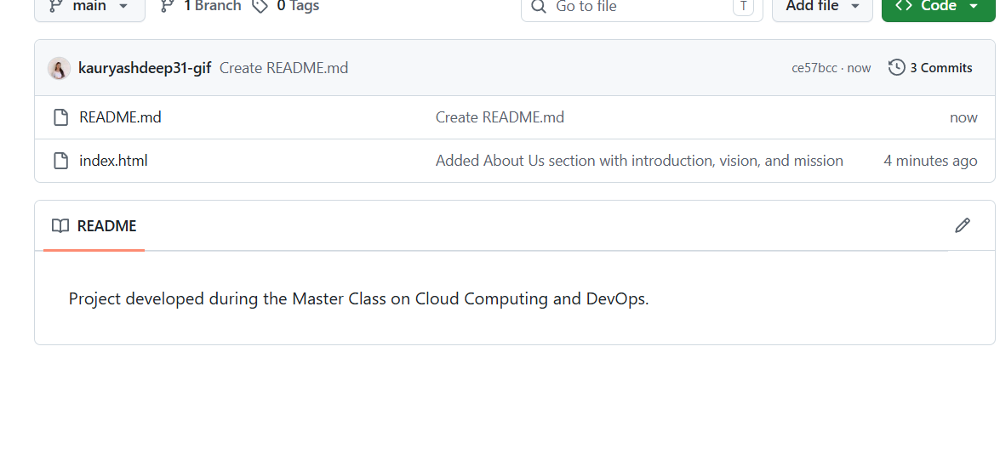 main 1 Branch 0 Tags Go to file T Add file Code
kauryashdeep31-gif Create README.md ce57bcc · now 3 Commits
README.md Create README.md now
index.html Added About Us section with introduction, vision, and mission 4 minutes ago
README
Project developed during the Master Class on Cloud Computing and DevOps.